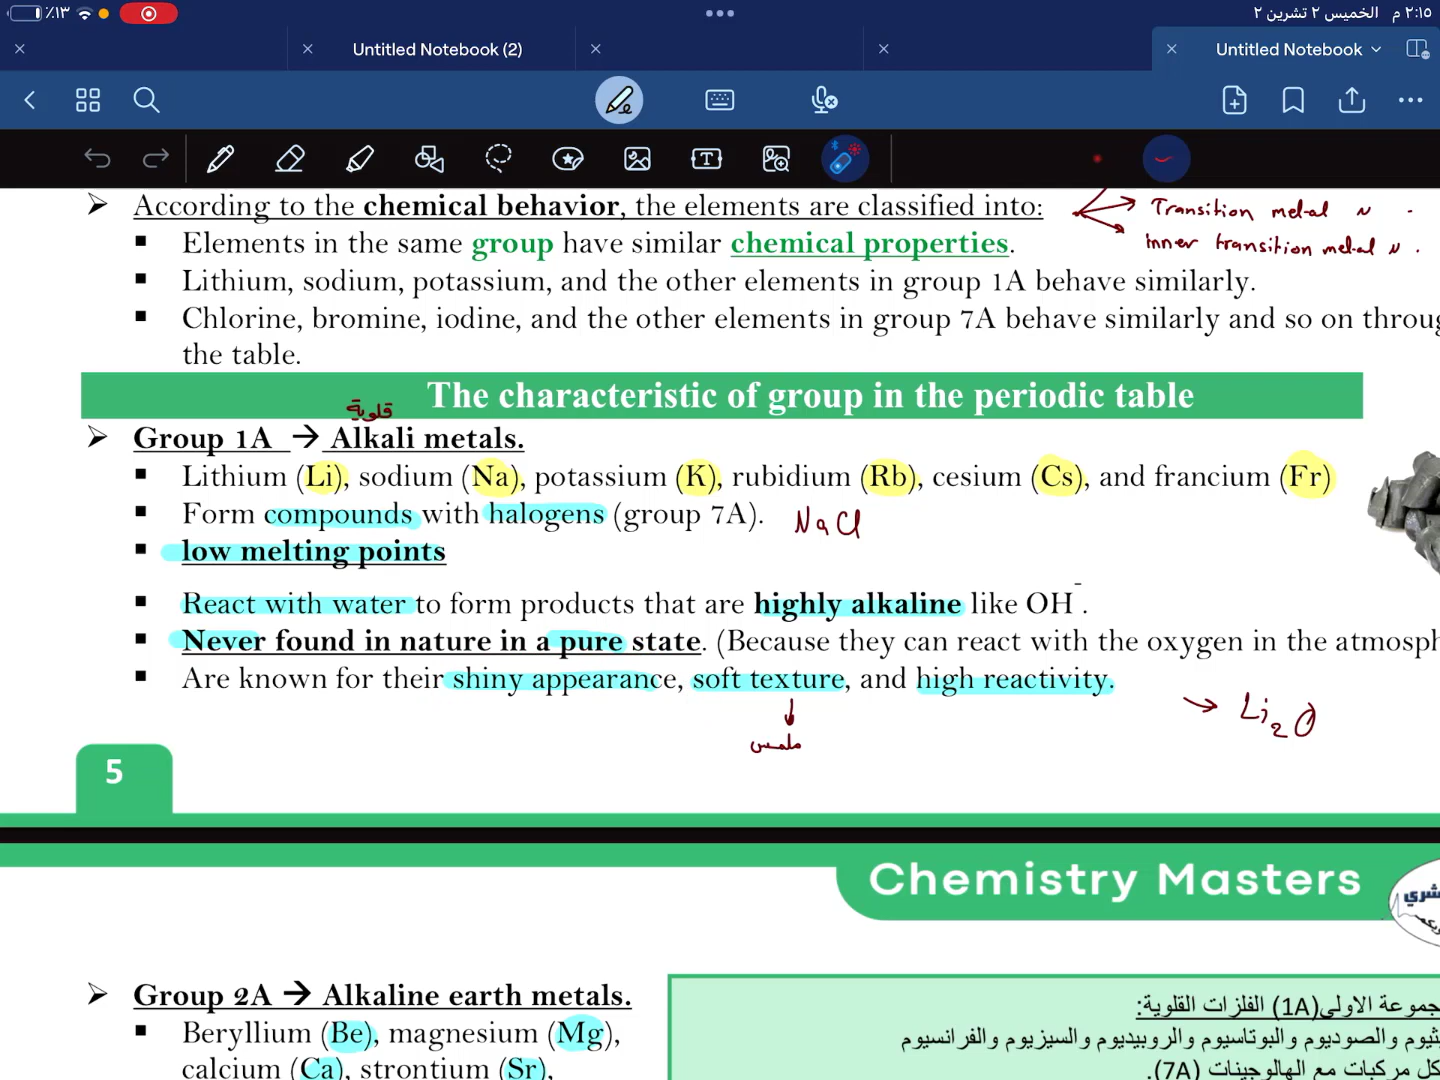 ٪١٣
٢:١٥ م الخميس ٢ تشرين ٢
Untitled Notebook (2)
Untitled Notebook
➤ According to the chemical behavior, the elements are classified into:
Transition metal
inner transition metal
▪ Elements in the same group have similar chemical properties.
▪ Lithium, sodium, potassium, and the other elements in group 1A behave similarly.
▪ Chlorine, bromine, iodine, and the other elements in group 7A behave similarly and so on throug
the table.
The characteristic of group in the periodic table
قلوية
➤ Group 1A → Alkali metals.
▪ Lithium (Li), sodium (Na), potassium (K), rubidium (Rb), cesium (Cs), and francium (Fr)
▪ Form compounds with halogens (group 7A). NaCl
▪ low melting points
▪ React with water to form products that are highly alkaline like OH⁻.
▪ Never found in nature in a pure state. (Because they can react with the oxygen in the atmosph
▪ Are known for their shiny appearance, soft texture, and high reactivity.
→ Li₂O
ملمس
5
Chemistry Masters
➤ Group 2A → Alkaline earth metals.
▪ Beryllium (Be), magnesium (Mg),
calcium (Ca), strontium (Sr),
جموعة الاولى(1A) الفلزات القلوية:
ثيوم والصوديوم والبوتاسيوم والروبيديوم والسيزيوم والفرانسيوم
كل مركبات مع الهالوجينات (7A).